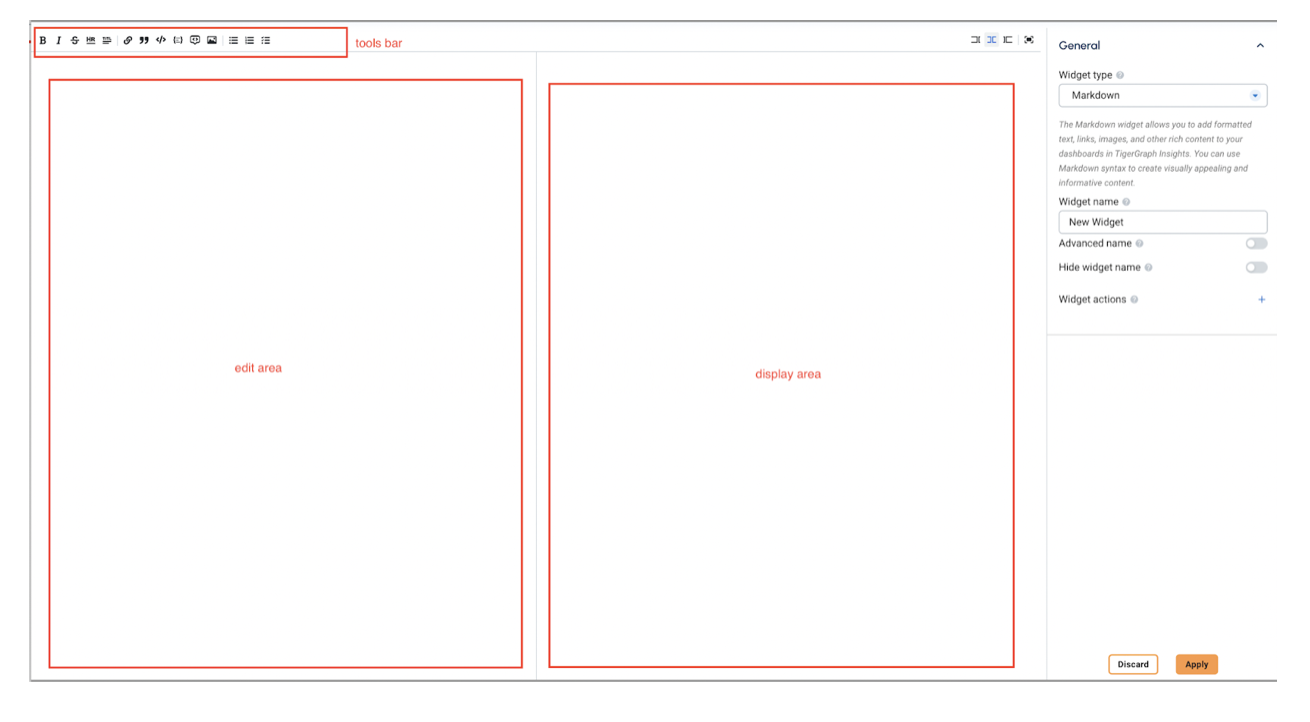 B I S HR
tools bar
General
Widget type
Markdown
The Markdown widget allows you to add formatted
text, links, images, and other rich content to your
dashboards in TigerGraph Insights. You can use
Markdown syntax to create visually appealing and
informative content.
Widget name
New Widget
Advanced name
Hide widget name
Widget actions
edit area
display area
Discard
Apply